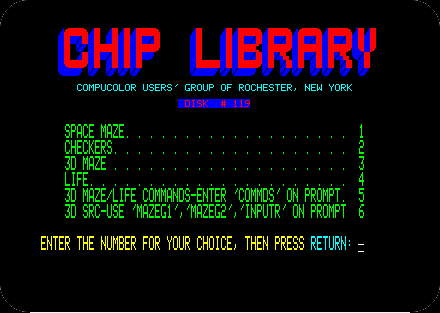 CHIP LIBRARY
COMPUCOLOR USERS' GROUP OF ROCHESTER, NEW YORK
DISK # 119
SPACE MAZE. . . . . . . . . . . . . . . . . . . . 1
CHECKERS. . . . . . . . . . . . . . . . . . . . . 2
3D MAZE . . . . . . . . . . . . . . . . . . . . . 3
LIFE. . . . . . . . . . . . . . . . . . . . . . . 4
3D MAZE/LIFE COMMANDS-ENTER 'COMMDS' ON PROMPT. 5
3D SRC-USE 'MAZEG1','MAZEG2','INPUTR' ON PROMPT 6
ENTER THE NUMBER FOR YOUR CHOICE, THEN PRESS RETURN: _